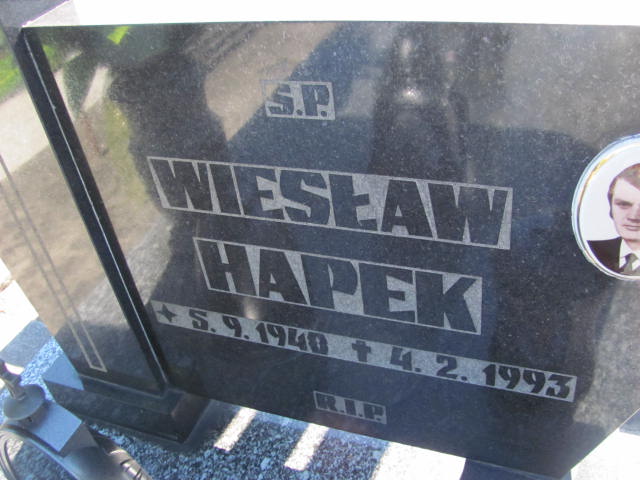 S.P.
WIESŁAW
HAPEK
✦ 5. 9. 1940 ✝ 4. 2. 1993
R.I.P.